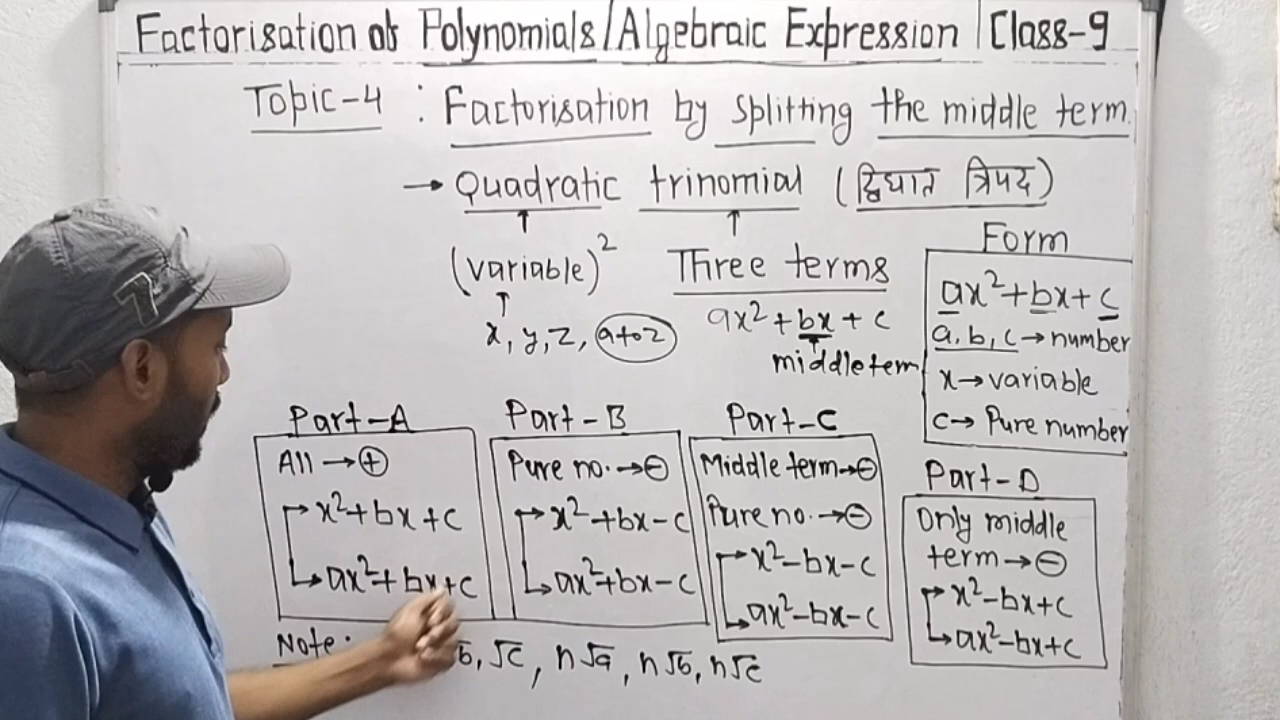 Factorisation of Polynomials/Algebraic Expression | Class-9
Topic-4 : Factorisation by splitting the middle term.
→ Quadratic trinomial (द्विघात त्रिपद)
↑ ↑
(variable)² Three terms
↑
x, y, z, a to z
ax² + bx + c
↑
middle term
Form
ax²+bx+c
a, b, c → number
x → variable
c → Pure number
Part-A
All → ⊕
→ x²+bx+c
→ ax²+bx+c
Part-B
Pure no. → ⊖
→ x²+bx-c
→ ax²+bx-c
Part-C
Middle term → ⊖
Pure no. → ⊖
→ x²-bx-c
→ ax²-bx-c
Part-D
Only middle
term → ⊖
→ x²-bx+c
→ ax²-bx+c
Note: √b, √c, n√a, n√b, n√c
7